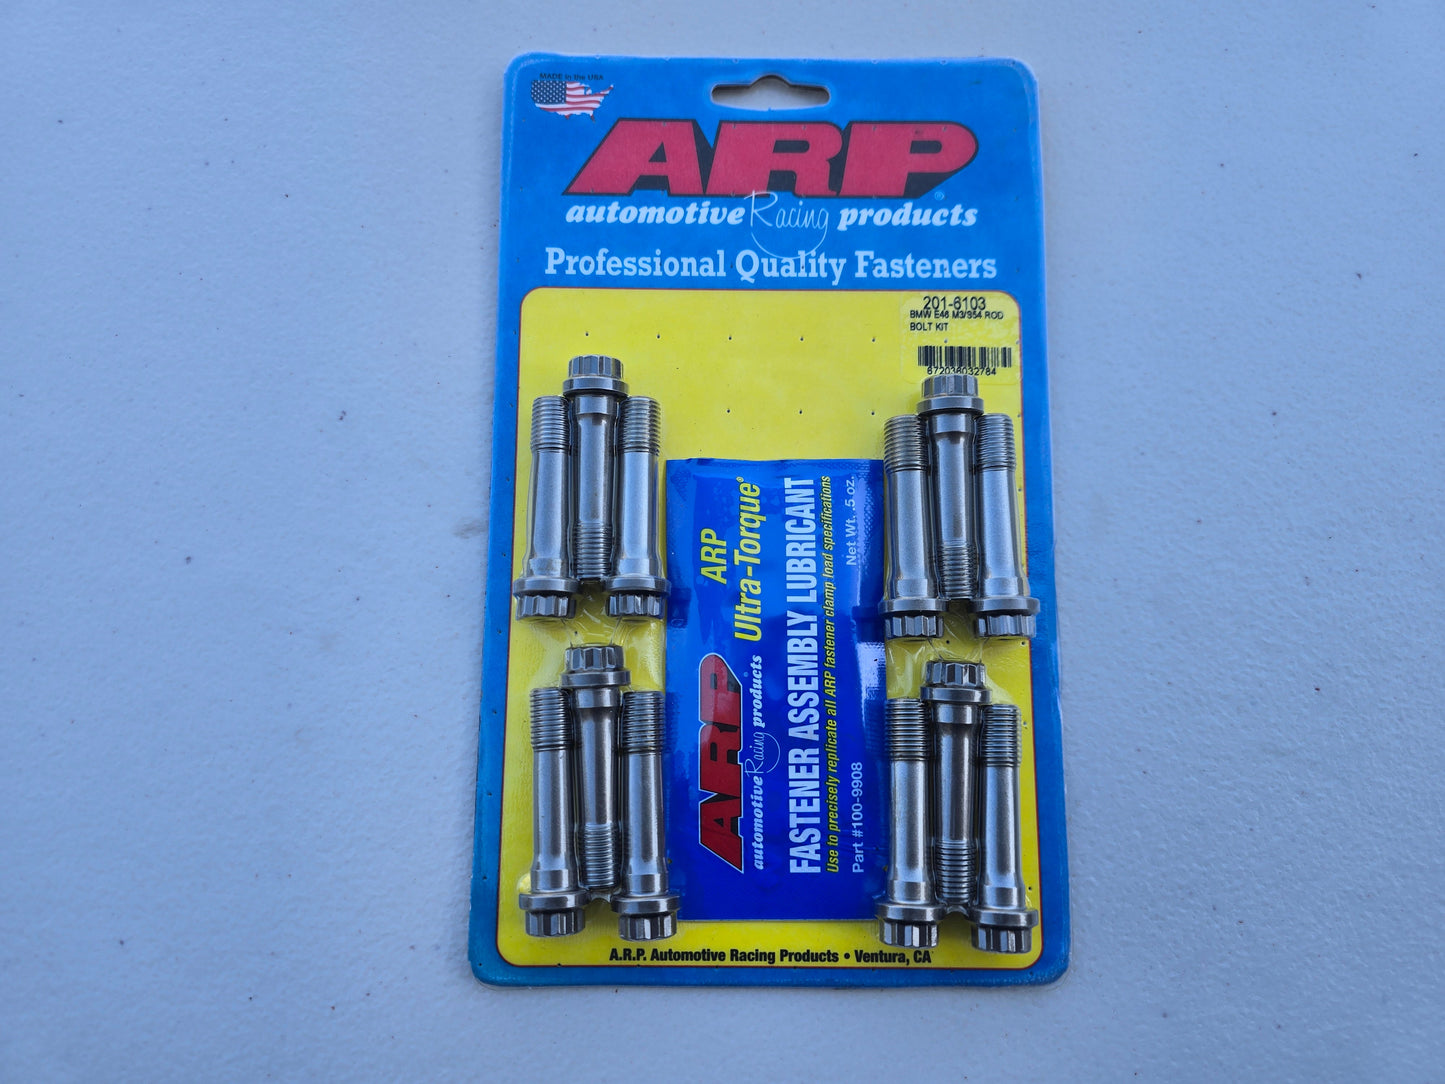 MADE in the USA
ARP®
automotive Racing products
Professional Quality Fasteners
201-6103
BMW E46 M3/S54 ROD
BOLT KIT
672036032784
ARP
Ultra-Torque®
FASTENER ASSEMBLY LUBRICANT
Use to precisely replicate all ARP fastener clamp load specifications
Net Wt. .5 oz.
Part #100-9908
ARP
automotive Racing products
A.R.P. Automotive Racing Products • Ventura, CA